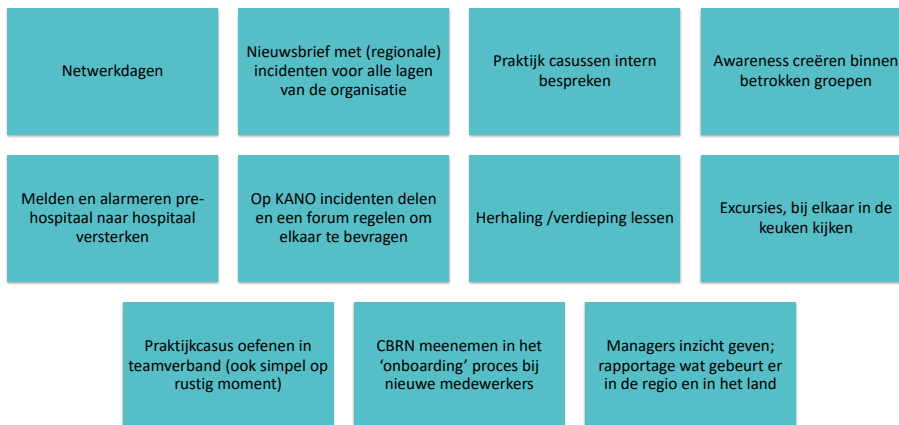 Netwerkdagen
Nieuwsbrief met (regionale)
incidenten voor alle lagen
van de organisatie
Praktijk casussen intern
bespreken
Awareness creëren binnen
betrokken groepen
Melden en alarmeren pre-
hospitaal naar hospitaal
versterken
Op KANO incidenten delen
en een forum regelen om
elkaar te bevragen
Herhaling /verdieping lessen
Excursies, bij elkaar in de
keuken kijken
Praktijkcasus oefenen in
teamverband (ook simpel op
rustig moment)
CBRN meenemen in het
‘onboarding’ proces bij
nieuwe medewerkers
Managers inzicht geven;
rapportage wat gebeurt er
in de regio en in het land